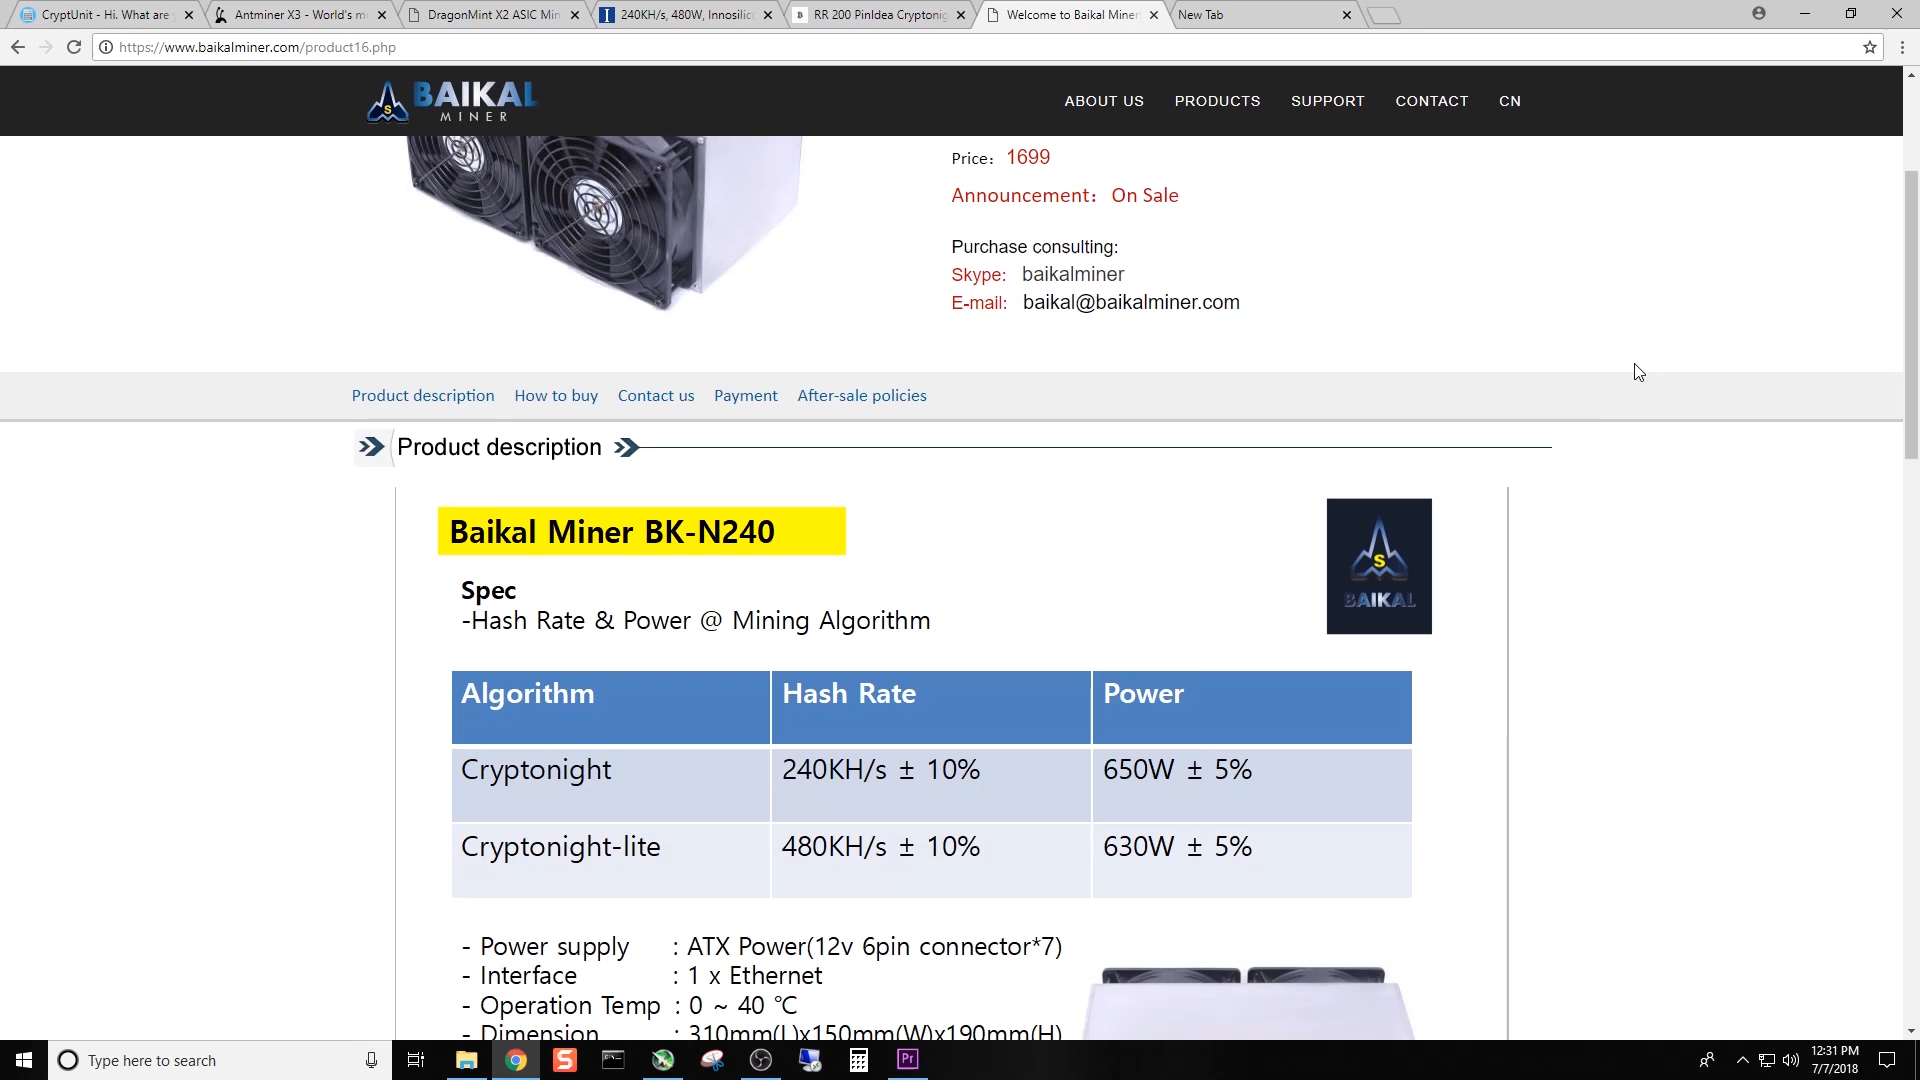 CryptUnit - Hi. What are
Antminer X3 - World's m
DragonMint X2 ASIC Min
240KH/s, 480W, Innosilic
RR 200 PinIdea Cryptonig
Welcome to Baikal Miner
New Tab
https://www.baikalminer.com/product16.php
BAIKAL
MINER
ABOUT US
PRODUCTS
SUPPORT
CONTACT
CN
Price: 1699
Announcement: On Sale
Purchase consulting:
Skype: baikalminer
E-mail: baikal@baikalminer.com
Product description
How to buy
Contact us
Payment
After-sale policies
Product description
Baikal Miner BK-N240
S
BAIKAL
Spec
-Hash Rate & Power @ Mining Algorithm
Algorithm Hash Rate Power
Cryptonight 240KH/s ± 10% 650W ± 5%
Cryptonight-lite 480KH/s ± 10% 630W ± 5%
- Power supply : ATX Power(12v 6pin connector*7)
- Interface : 1 x Ethernet
- Operation Temp : 0 ~ 40 ℃
- Dimension : 310mm(L)x150mm(W)x190mm(H)
Type here to search
S
Pr
12:31 PM
7/7/2018